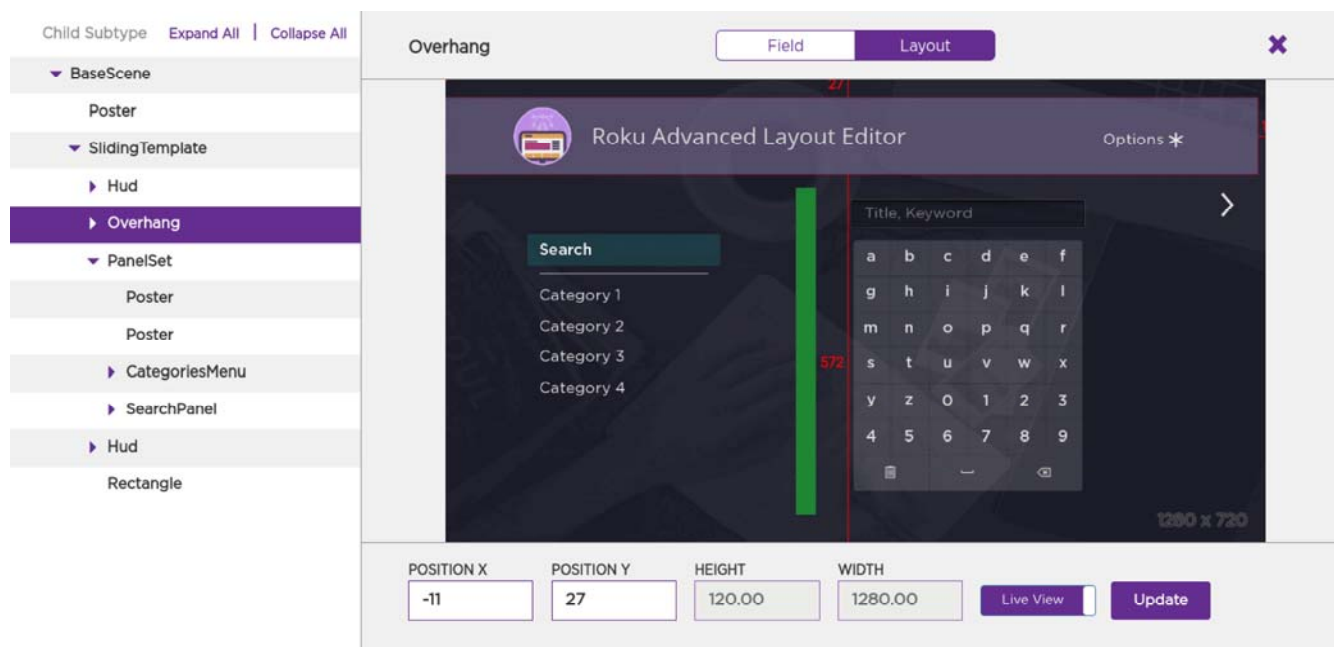 Child Subtype Expand All | Collapse All
BaseScene
Poster
SlidingTemplate
Hud
Overhang
PanelSet
Poster
Poster
CategoriesMenu
SearchPanel
Hud
Rectangle
Overhang Field Layout
27
Roku Advanced Layout Editor Options
Title, Keyword
Search
Category 1
Category 2
Category 3
Category 4
572
a b c d e f
g h i j k l
m n o p q r
s t u v w x
y z 0 1 2 3
4 5 6 7 8 9
1280 x 720
POSITION X POSITION Y HEIGHT WIDTH
-11 27 120.00 1280.00 Live View Update